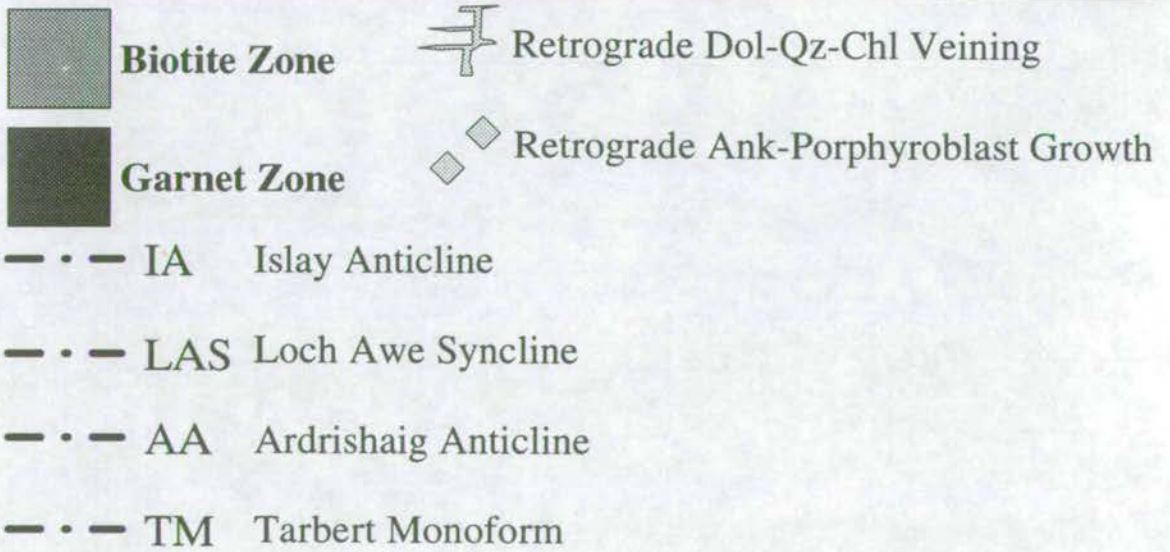 Biotite Zone
Retrograde Dol-Qz-Chl Veining
Garnet Zone
Retrograde Ank-Porphyroblast Growth
IA Islay Anticline
LAS Loch Awe Syncline
AA Ardrishaig Anticline
TM Tarbert Monoform